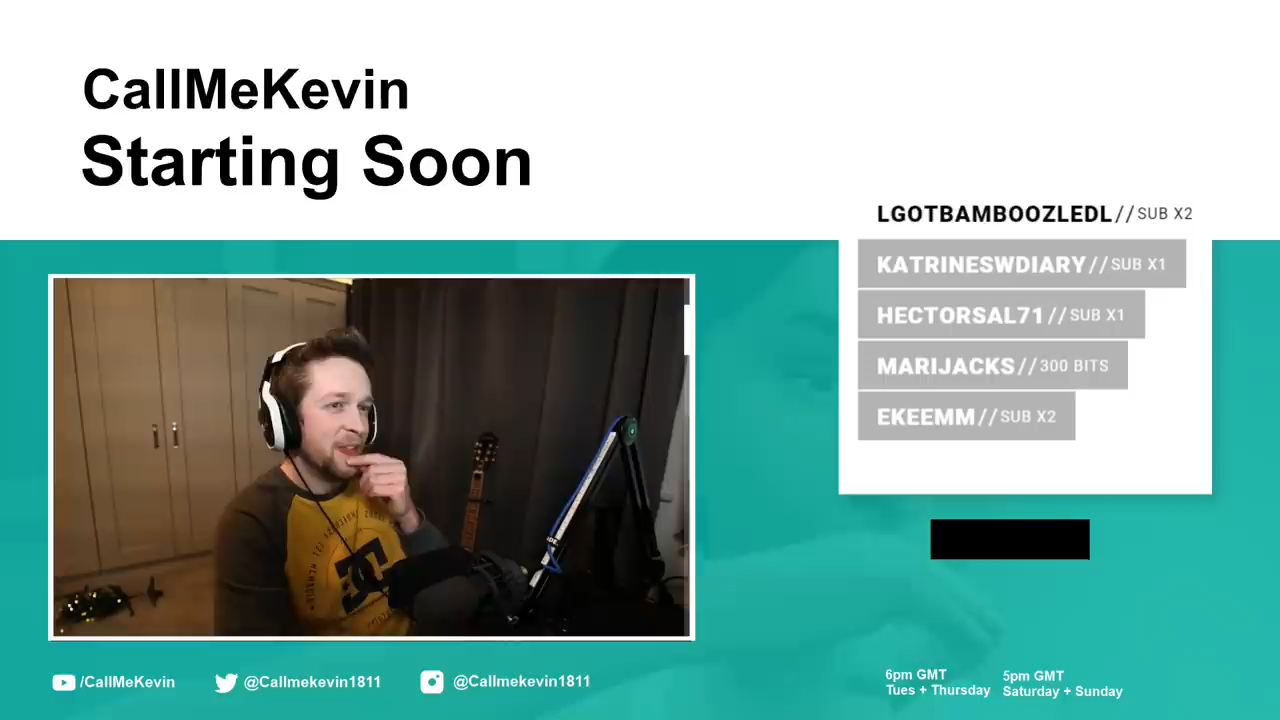 CallMeKevin
Starting Soon
LGOTBAMBOOZLEDL//SUB X2
KATRINESWDIARY//SUB X1
HECTORSAL71//SUB X1
MARIJACKS//300 BITS
EKEEMM//SUB X2
/CallMeKevin
@Callmekevin1811
@Callmekevin1811
6pm GMT
Tues + Thursday
5pm GMT
Saturday + Sunday